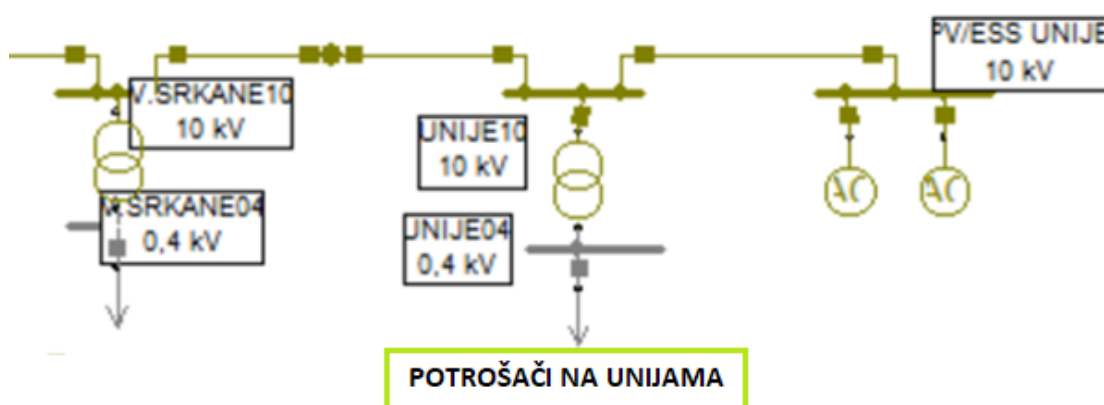 PV/ESS UNIJE
10 kV
V.SRKANE10
10 kV
UNIJE10
10 kV
AC
AC
V.SRKANE04
0,4 kV
UNIJE04
0,4 kV
POTROŠAČI NA UNIJAMA